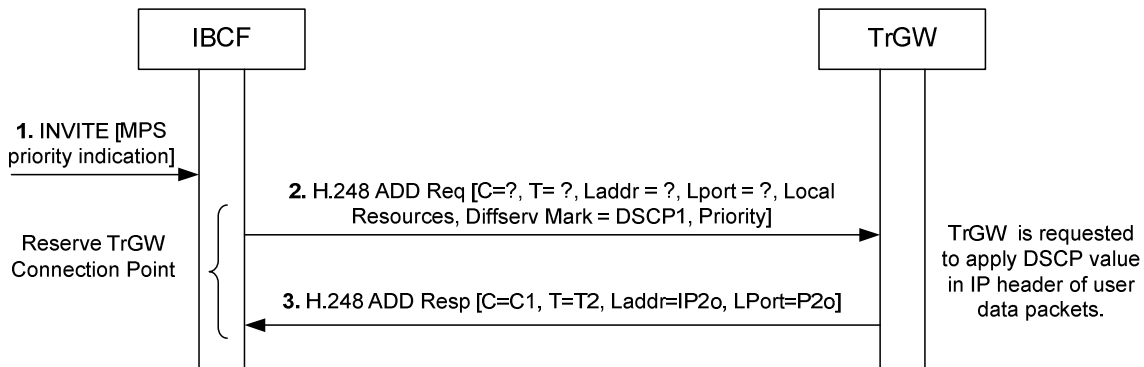 IBCF
TrGW
1. INVITE [MPS
priority indication]
2. H.248 ADD Req [C=?, T= ?, Laddr = ?, Lport = ?, Local
Resources, Diffserv Mark = DSCP1, Priority]
Reserve TrGW
Connection Point
TrGW is requested
to apply DSCP value
in IP header of user
data packets.
3. H.248 ADD Resp [C=C1, T=T2, Laddr=IP2o, LPort=P2o]